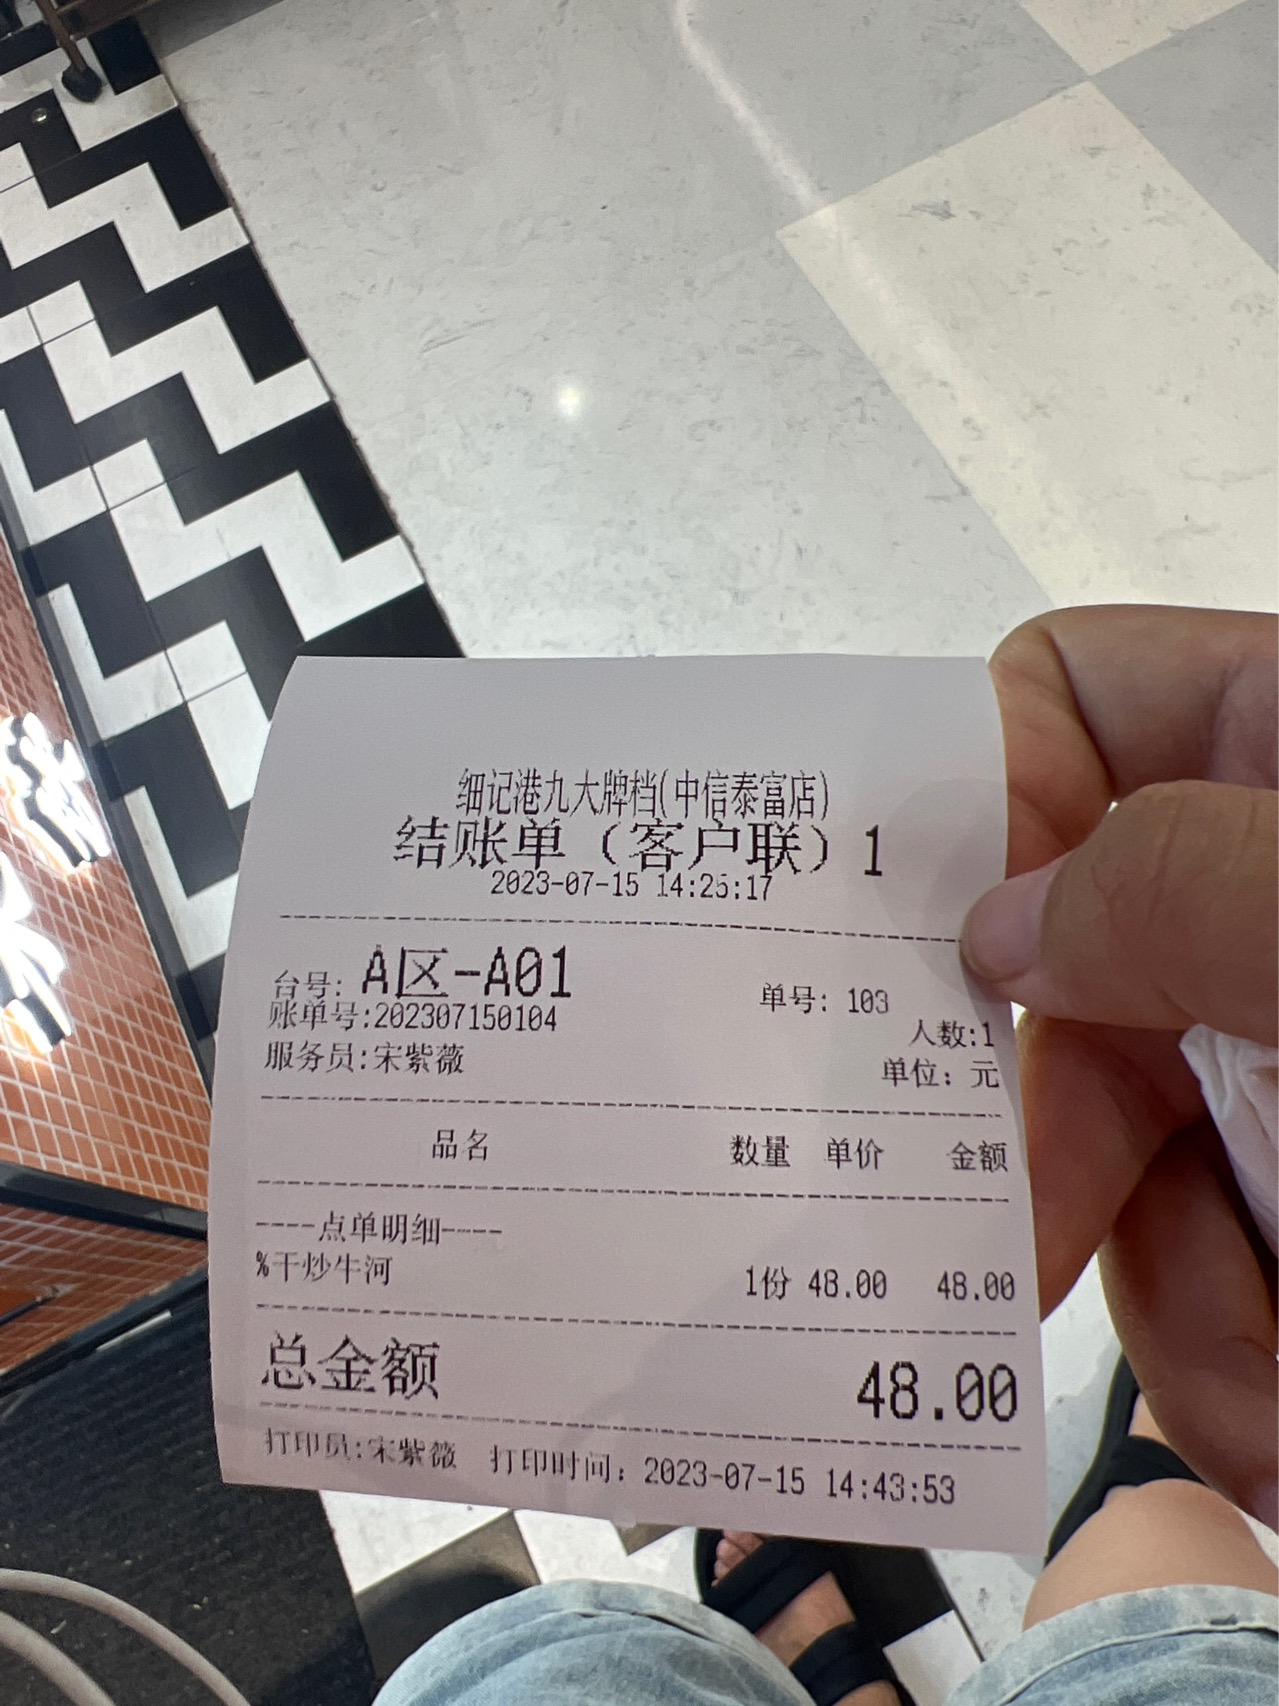 细记港九大牌档(中信泰富店)
结账单（客户联）1
2023-07-15 14:25:17
台号: A区-A01 单号: 103
账单号:202307150104 人数:1
服务员:宋紫薇 单位: 元
品名 数量 单价 金额
----点单明细----
%干炒牛河 1份 48.00 48.00
总金额 48.00
打印员:宋紫薇 打印时间: 2023-07-15 14:43:53